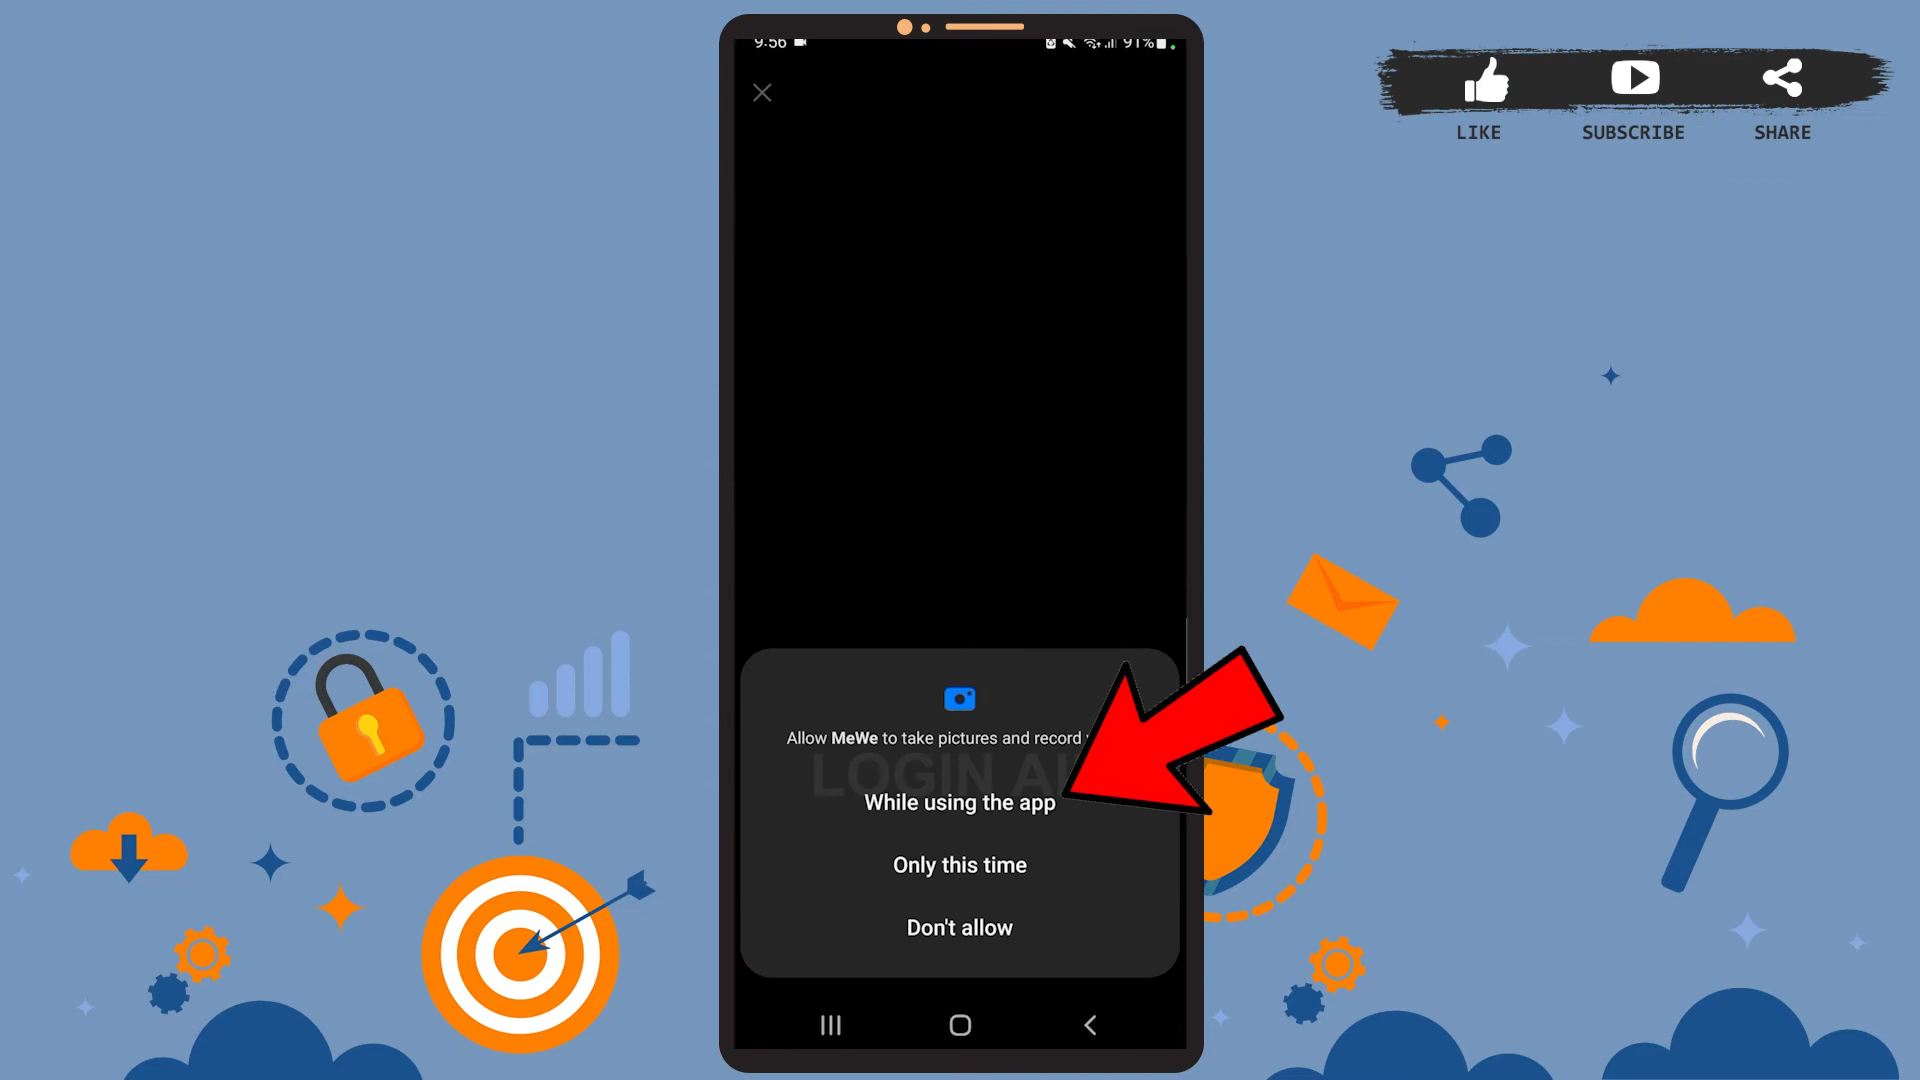 9:56
91%
LIKE
SUBSCRIBE
SHARE
Allow MeWe to take pictures and record
LOGIN
While using the app
Only this time
Don't allow